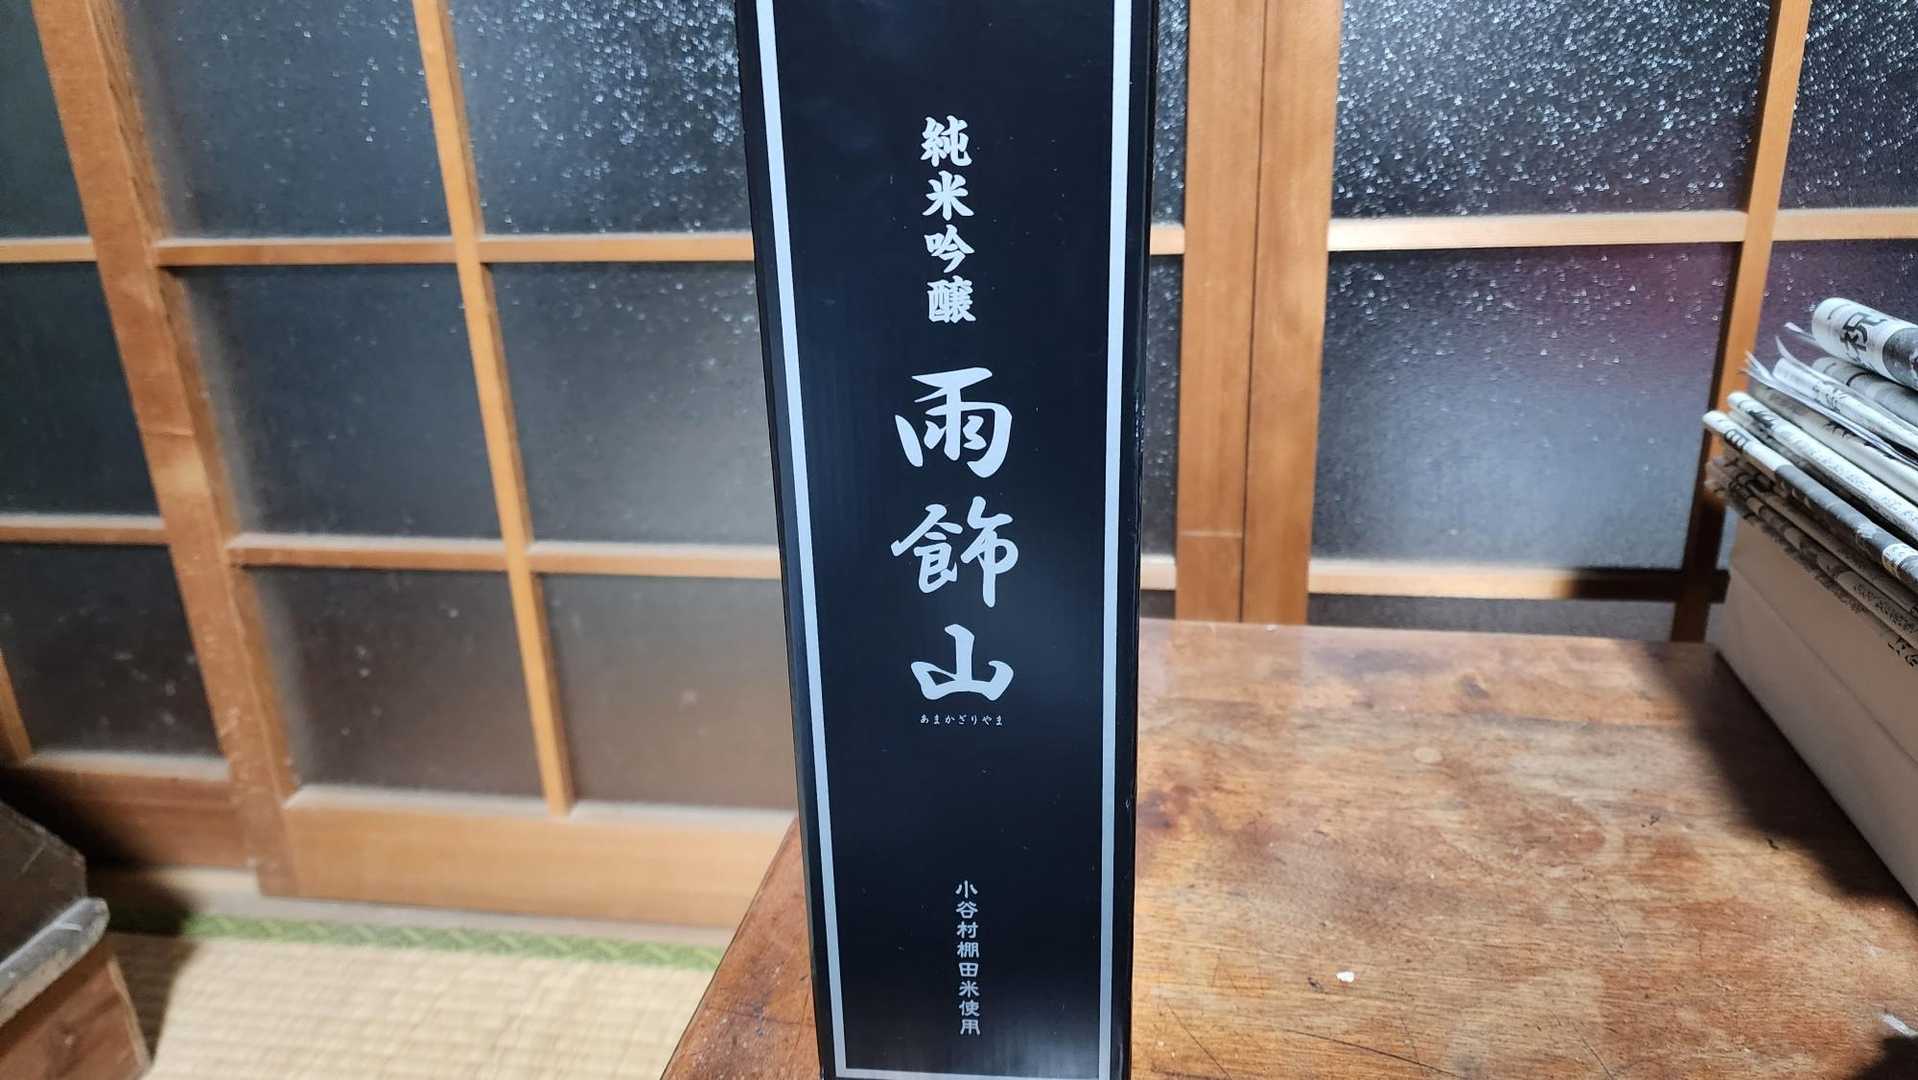 純米吟醸
雨飾山
あまかざりやま
小谷村棚田米使用